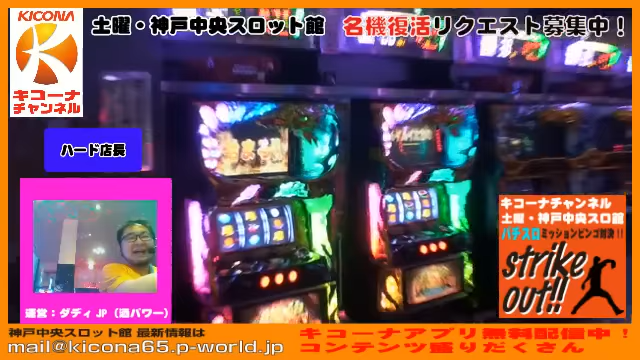 KICONA
キコーナ
チャンネル
土曜・神戸中央スロット館
名機復活リクエスト募集中！
ハード店長
運営：ダディJP（酒パワー）
キコーナチャンネル
土曜・神戸中央スロ館
パチスロミッションビンゴ対決!!
strike
out!!
神戸中央スロット館 最新情報は
mail@kicona65.p-world.jp
キコーナアプリ無料配信中！
コンテンツ盛りだくさん